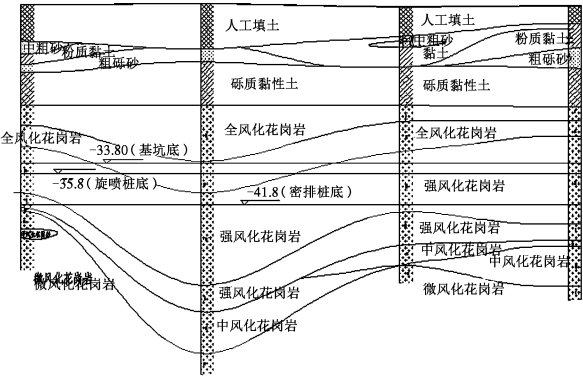 人工填土
人工填土
中粗砂
粉质黏土
中粗砂
黏土
粉质黏土
粗砾砂
粗砾砂
砾质黏性土
砾质黏性土
全风化花岗岩
全风化花岗岩
全风化花岗岩
-33.80(基坑底)
-35.8(旋喷桩底)
-41.8(密排桩底)
强风化花岗岩
强风化花岗岩
强风化花岗岩
中风化花岗岩
中风化花岗岩
微风化花岗岩
微风化花岗岩
微风化花岗岩
强风化花岗岩
中风化花岗岩